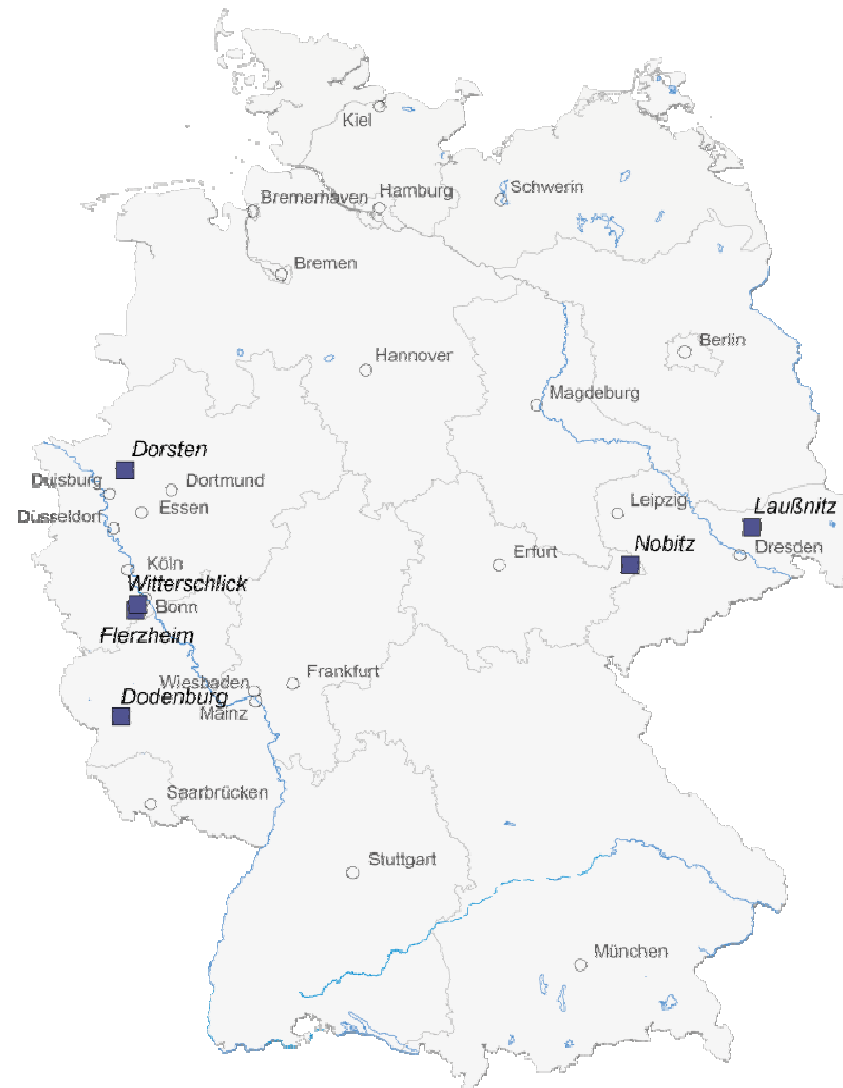 Kiel
Schwerin
Bremerhaven
Hamburg
Bremen
Berlin
Hannover
Magdeburg
Dorsten
Duisburg
Dortmund
Leipzig
Laußnitz
Essen
Düsseldorf
Nobitz
Dresden
Erfurt
Köln
Witterschlick
Bonn
Flerzheim
Frankfurt
Wiesbaden
Dodenburg
Mainz
Saarbrücken
Stuttgart
München